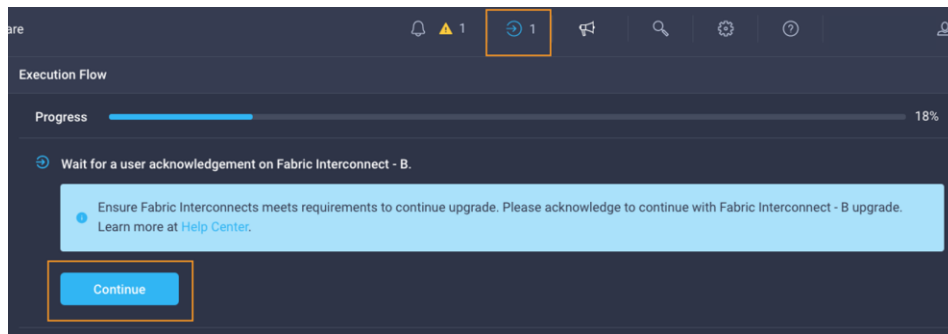 are
1
1
Execution Flow
Progress
18%
Wait for a user acknowledgement on Fabric Interconnect - B.
Ensure Fabric Interconnects meets requirements to continue upgrade. Please acknowledge to continue with Fabric Interconnect - B upgrade.
Learn more at Help Center.
Continue